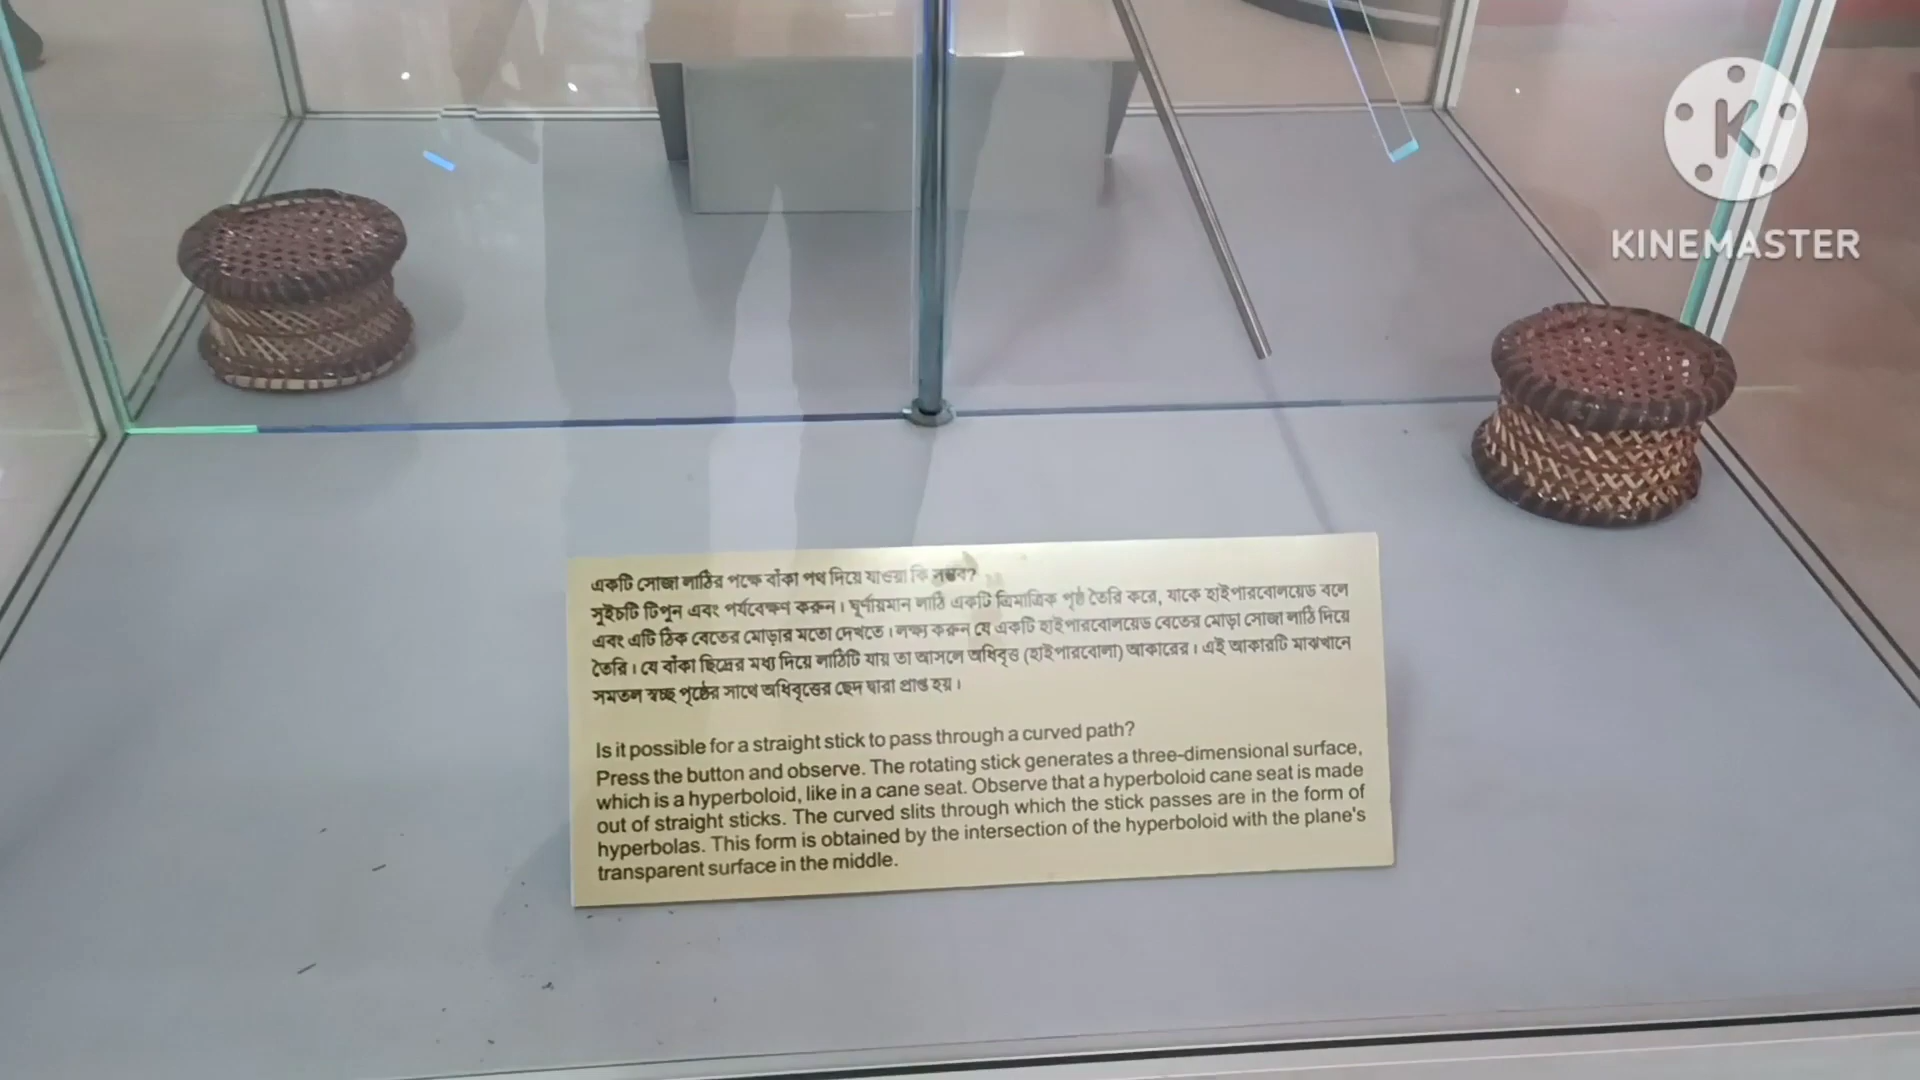 KINEMASTER
একটি সোজা লাঠির পক্ষে বাঁকা পথ দিয়ে যাওয়া কি সম্ভব?
সুইচটি টিপুন এবং পর্যবেক্ষণ করুন। ঘূর্ণায়মান লাঠি একটি ত্রিমাত্রিক পৃষ্ঠ তৈরি করে, যাকে হাইপারবোলয়েড বলে
এবং এটি ঠিক বেতের মোড়ার মতো দেখতে। লক্ষ্য করুন যে একটি হাইপারবোলয়েড বেতের মোড়া সোজা লাঠি দিয়ে
তৈরি। যে বাঁকা ছিদ্রের মধ্য দিয়ে লাঠিটি যায় তা আসলে অধিবৃত্ত (হাইপারবোলা) আকারের। এই আকারটি মাঝখানে
সমতল স্বচ্ছ পৃষ্ঠের সাথে অধিবৃত্তের ছেদ দ্বারা প্রাপ্ত হয়।
Is it possible for a straight stick to pass through a curved path?
Press the button and observe. The rotating stick generates a three-dimensional surface,
which is a hyperboloid, like in a cane seat. Observe that a hyperboloid cane seat is made
out of straight sticks. The curved slits through which the stick passes are in the form of
hyperbolas. This form is obtained by the intersection of the hyperboloid with the plane's
transparent surface in the middle.